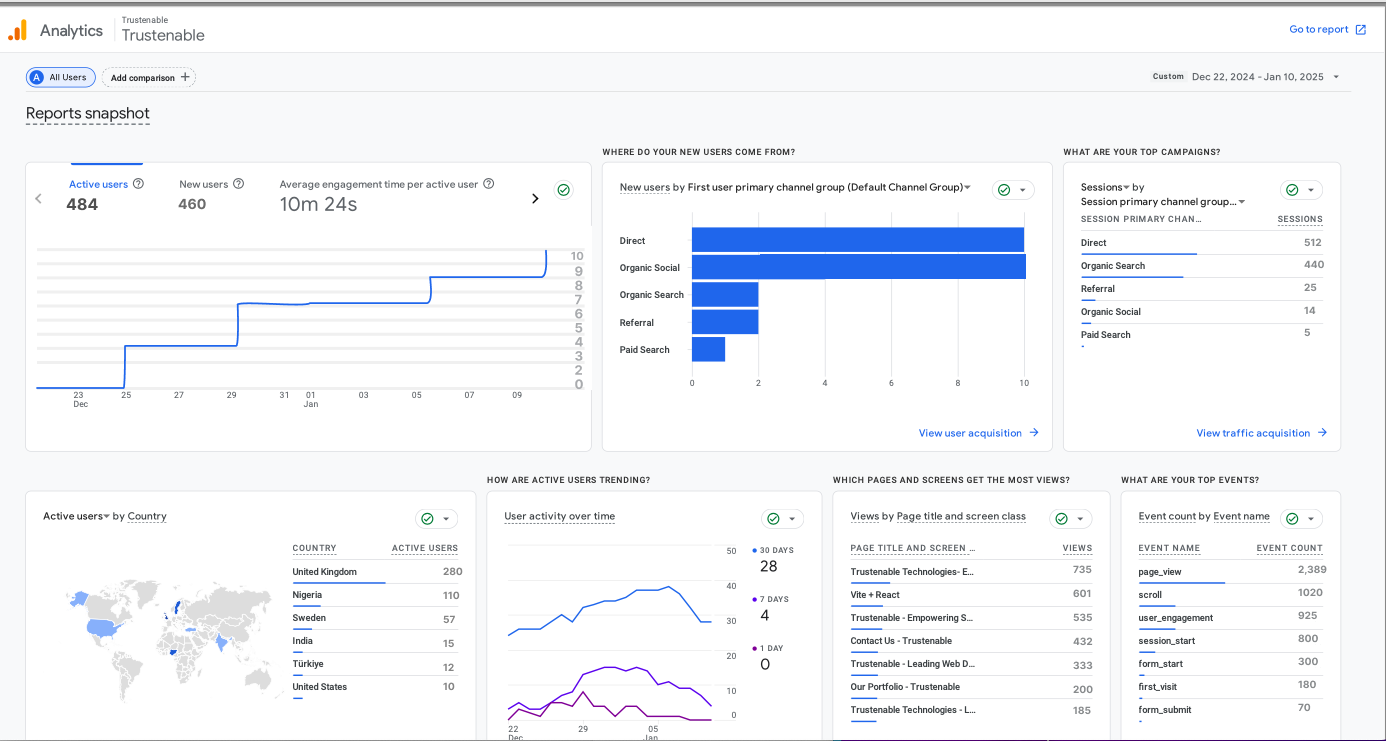 Analytics
Trustenable
Trustenable
Go to report
A All Users
Add comparison +
Custom Dec 22, 2024 - Jan 10, 2025
Reports snapshot
Active users
484
New users
460
Average engagement time per active user
10m 24s
10
9
8
7
6
5
4
3
2
0
23
Dec
25
27
29
31
01
Jan
03
05
07
09
WHERE DO YOUR NEW USERS COME FROM?
New users by First user primary channel group (Default Channel Group)
Direct
Organic Social
Organic Search
Referral
Paid Search
0 2 4 6 8 10
View user acquisition
WHAT ARE YOUR TOP CAMPAIGNS?
Sessions by
Session primary channel group...
SESSION PRIMARY CHAN... SESSIONS
Direct 512
Organic Search 440
Referral 25
Organic Social 14
Paid Search 5
View traffic acquisition
Active users by Country
COUNTRY ACTIVE USERS
United Kingdom 280
Nigeria 110
Sweden 57
India 15
Türkiye 12
United States 10
HOW ARE ACTIVE USERS TRENDING?
User activity over time
50
40
30
20
10
0
22
Dec
29
05
Jan
30 DAYS
28
7 DAYS
4
1 DAY
0
WHICH PAGES AND SCREENS GET THE MOST VIEWS?
Views by Page title and screen class
PAGE TITLE AND SCREEN ... VIEWS
Trustenable Technologies- E... 735
Vite + React 601
Trustenable - Empowering S... 535
Contact Us - Trustenable 432
Trustenable - Leading Web D... 333
Our Portfolio - Trustenable 200
Trustenable Technologies - L... 185
WHAT ARE YOUR TOP EVENTS?
Event count by Event name
EVENT NAME EVENT COUNT
page_view 2,389
scroll 1020
user_engagement 925
session_start 800
form_start 300
first_visit 180
form_submit 70